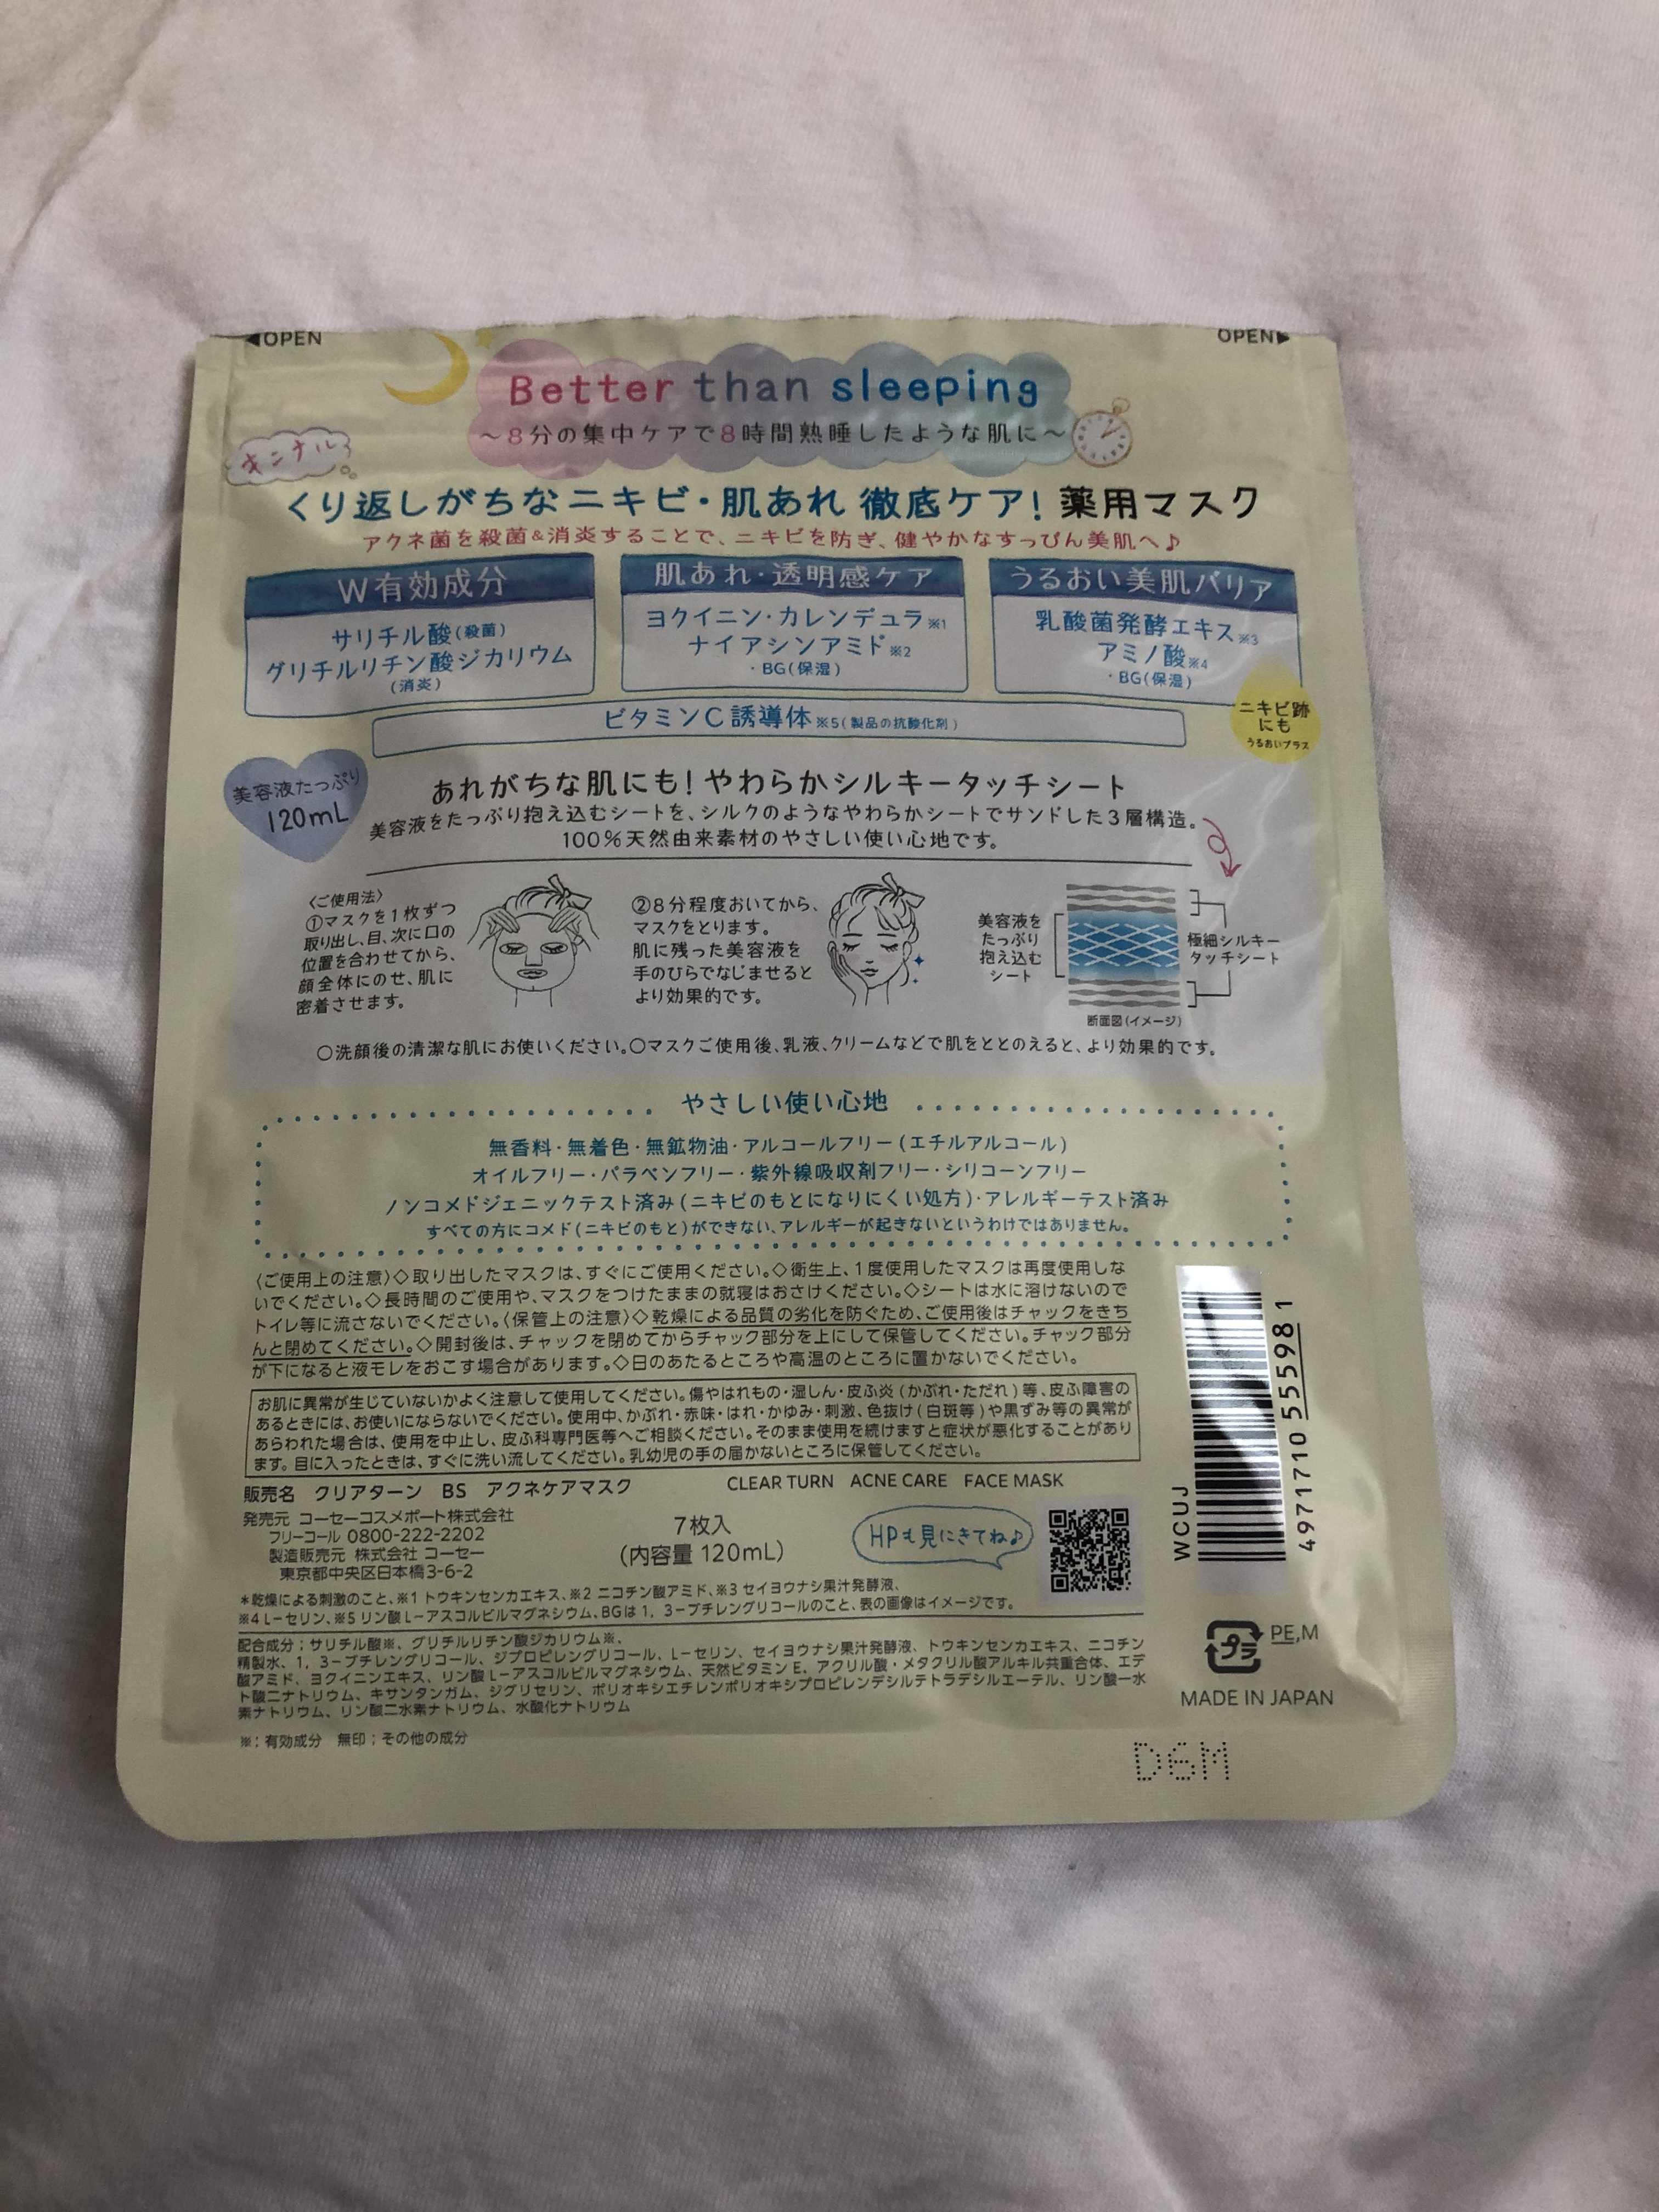 ◀OPEN
OPEN▶
Better than sleeping
～8分の集中ケアで8時間熟睡したような肌に～
キニナル
くり返しがちなニキビ・肌あれ 徹底ケア! 薬用マスク
アクネ菌を殺菌&消炎することで、ニキビを防ぎ、健やかなすっぴん美肌へ♪
W有効成分
サリチル酸(殺菌)
グリチルリチン酸ジカリウム
(消炎)
肌あれ・透明感ケア
ヨクイニン・カレンデュラ※1
ナイアシンアミド※2
・BG(保湿)
うるおい美肌バリア
乳酸菌発酵エキス※3
アミノ酸※4
・BG(保湿)
ビタミンC誘導体※5(製品の抗酸化剤)
ニキビ跡
にも
うるおいプラス
美容液たっぷり
120mL
あれがちな肌にも!やわらかシルキータッチシート
美容液をたっぷり抱え込むシートを、シルクのようなやわらかシートでサンドした3層構造。
100%天然由来素材のやさしい使い心地です。
〈ご使用法〉
①マスクを1枚ずつ
取り出し、目、次に口の
位置を合わせてから、
顔全体にのせ、肌に
密着させます。
②8分程度おいてから、
マスクをとります。
肌に残った美容液を
手のひらでなじませると
より効果的です。
美容液を
たっぷり
抱え込む
シート
極細シルキー
タッチシート
断面図(イメージ)
○洗顔後の清潔な肌にお使いください。○マスクご使用後、乳液、クリームなどで肌をととのえると、より効果的です。
やさしい使い心地
無香料・無着色・無鉱物油・アルコールフリー(エチルアルコール)
オイルフリー・パラベンフリー・紫外線吸収剤フリー・シリコーンフリー
ノンコメドジェニックテスト済み(ニキビのもとになりにくい処方)・アレルギーテスト済み
すべての方にコメド(ニキビのもと)ができない、アレルギーが起きないというわけではありません。
〈ご使用上の注意〉◇取り出したマスクは、すぐにご使用ください。◇衛生上、1度使用したマスクは再度使用しな
いでください。◇長時間のご使用や、マスクをつけたままの就寝はおさけください。◇シートは水に溶けないので
トイレ等に流さないでください。〈保管上の注意〉◇乾燥による品質の劣化を防ぐため、ご使用後はチャックをきち
んと閉めてください。◇開封後は、チャックを閉めてからチャック部分を上にして保管してください。チャック部分
が下になると液モレをおこす場合があります。◇日のあたるところや高温のところに置かないでください。
お肌に異常が生じていないかよく注意して使用してください。傷やはれもの・湿しん・皮ふ炎(かぶれ・ただれ)等、皮ふ障害の
あるときには、お使いにならないでください。使用中、かぶれ・赤味・はれ・かゆみ・刺激、色抜け(白斑等)や黒ずみ等の異常が
あらわれた場合は、使用を中止し、皮ふ科専門医等へご相談ください。そのまま使用を続けますと症状が悪化することがあり
ます。目に入ったときは、すぐに洗い流してください。乳幼児の手の届かないところに保管してください。
販売名 クリアターン BS アクネケアマスク
CLEAR TURN ACNE CARE FACE MASK
発売元 コーセーコスメポート株式会社
フリーコール 0800-222-2202
製造販売元 株式会社 コーセー
東京都中央区日本橋3-6-2
7枚入
(内容量 120mL)
HPも見にきてね♪
WCUJ
4971710 555981
*乾燥による刺激のこと、※1 トウキンセンカエキス、※2 ニコチン酸アミド、※3 セイヨウナシ果汁発酵液、
※4 L-セリン、※5 リン酸L-アスコルビルマグネシウム、BGは1, 3-ブチレングリコールのこと、表の画像はイメージです。
配合成分:サリチル酸※、グリチルリチン酸ジカリウム※、
精製水、1, 3-ブチレングリコール、ジプロピレングリコール、L-セリン、セイヨウナシ果汁発酵液、トウキンセンカエキス、ニコチン
酸アミド、ヨクイニンエキス、リン酸L-アスコルビルマグネシウム、天然ビタミンE、アクリル酸・メタクリル酸アルキル共重合体、エデ
ト酸二ナトリウム、キサンタンガム、ジグリセリン、ポリオキシエチレンポリオキシプロピレンデシルテトラデシルエーテル、リン酸一水
素ナトリウム、リン酸二水素ナトリウム、水酸化ナトリウム
※:有効成分 無印:その他の成分
プラ
PE,M
MADE IN JAPAN
D6M